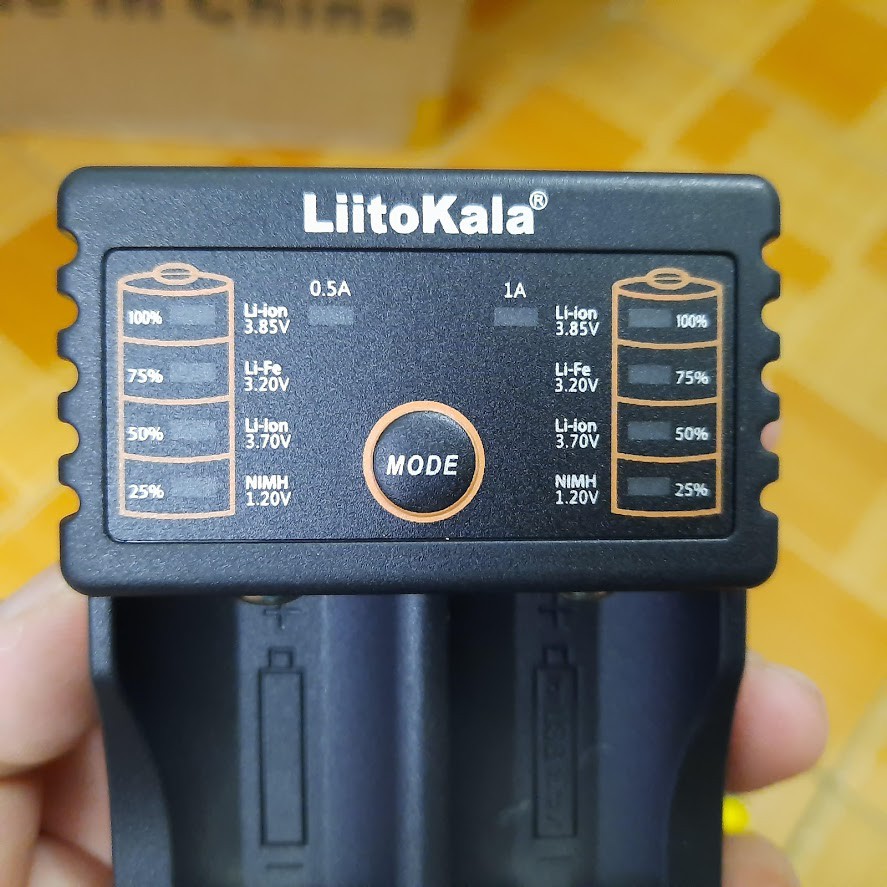 in China
LiitoKala®
0.5A
1A
100%
Li-ion
3.85V
Li-ion
3.85V
100%
75%
Li-Fe
3.20V
Li-Fe
3.20V
75%
50%
Li-ion
3.70V
Li-ion
3.70V
50%
MODE
25%
NIMH
1.20V
NIMH
1.20V
25%
+
+